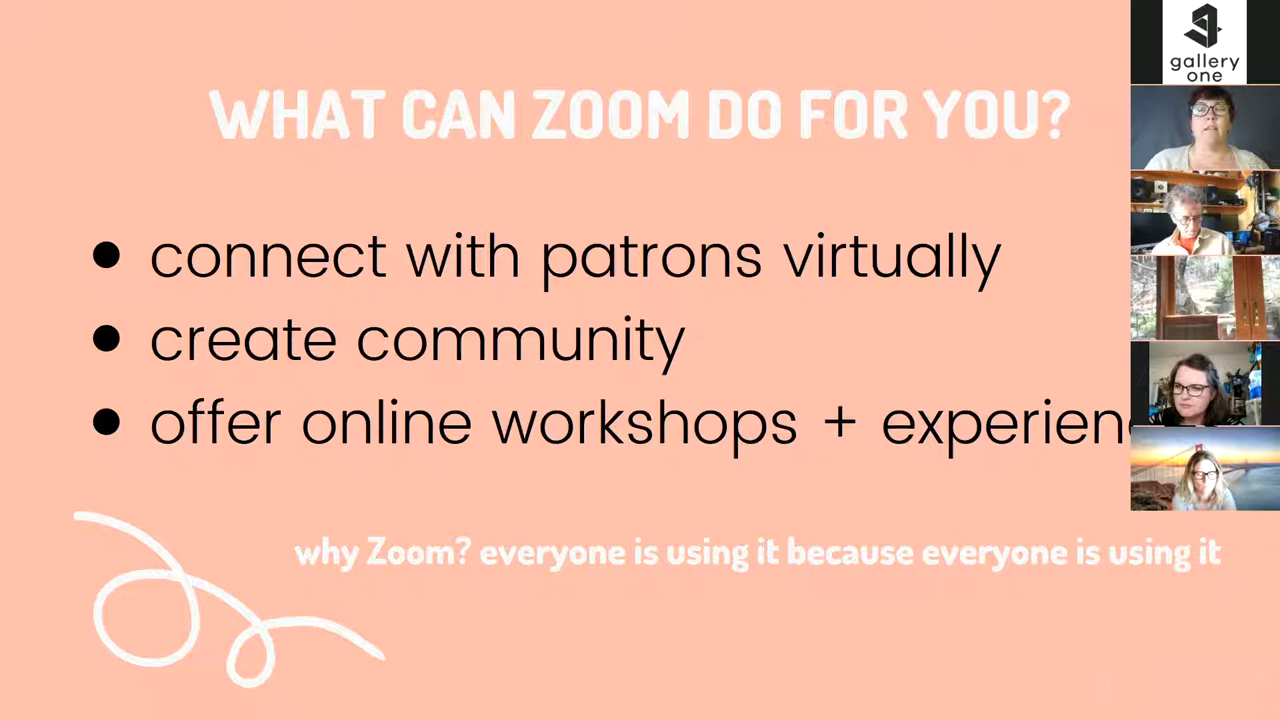 WHAT CAN ZOOM DO FOR YOU?
gallery
one
• connect with patrons virtually
• create community
• offer online workshops +
why Zoom? everyone is using it because everyone is using it